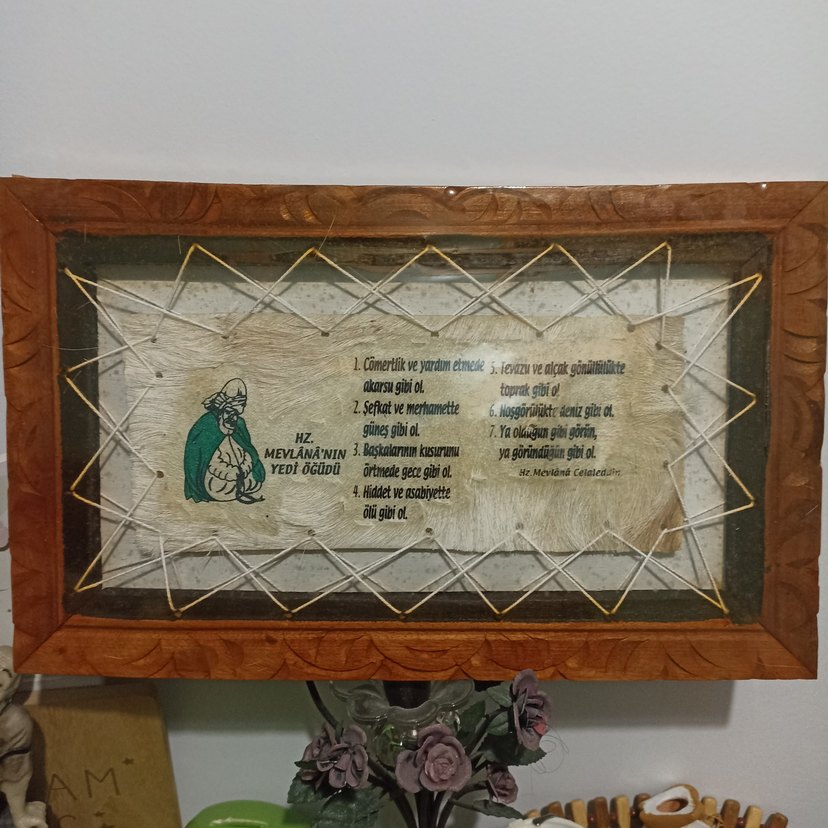 HZ.
MEVLÂNÂ'NIN
YEDİ ÖĞÜDÜ
1. Cömertlik ve yardım etmede
akarsu gibi ol.
2. Şefkat ve merhamette
güneş gibi ol.
3. Başkalarının kusurunu
örtmede gece gibi ol.
4. Hiddet ve asabiyette
ölü gibi ol.
5. Tevazu ve alçak gönüllülükte
toprak gibi ol
6. Hoşgörülükte deniz gibi ol.
7. Ya olduğun gibi görün,
ya göründüğün gibi ol.
Hz.Mevlânâ Celaleddin
AM